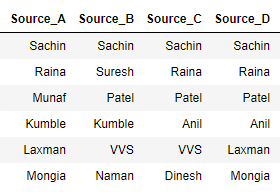 Source_A Source_B Source_C Source_D
Sachin Sachin Sachin Sachin
Raina Suresh Raina Raina
Munaf Patel Patel Patel
Kumble Kumble Anil Anil
Laxman VVS VVS Laxman
Mongia Naman Dinesh Mongia